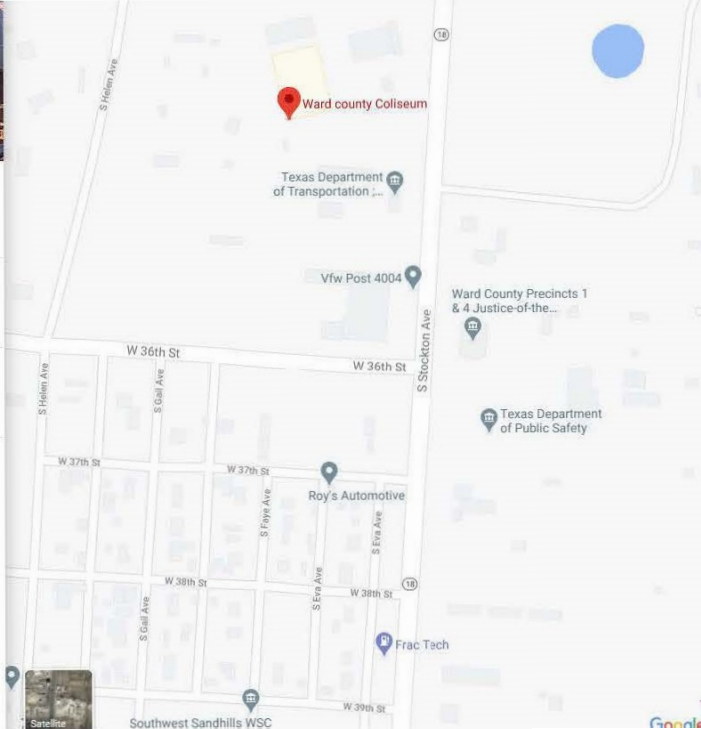 18
S Helen Ave
Ward county Coliseum
Texas Department
of Transportation ;...
Vfw Post 4004
Ward County Precincts 1
& 4 Justice-of-the...
S Stockton Ave
W 36th St
W 36th St
S Helen Ave
S Gail Ave
Texas Department
of Public Safety
W 37th St
W 37th St
Roy's Automotive
S Faye Ave
S Eva Ave
W 38th St
S Eva Ave
W 38th St
18
S Gail Ave
Frac Tech
W 39th St
Southwest Sandhills WSC
Satellite
Google